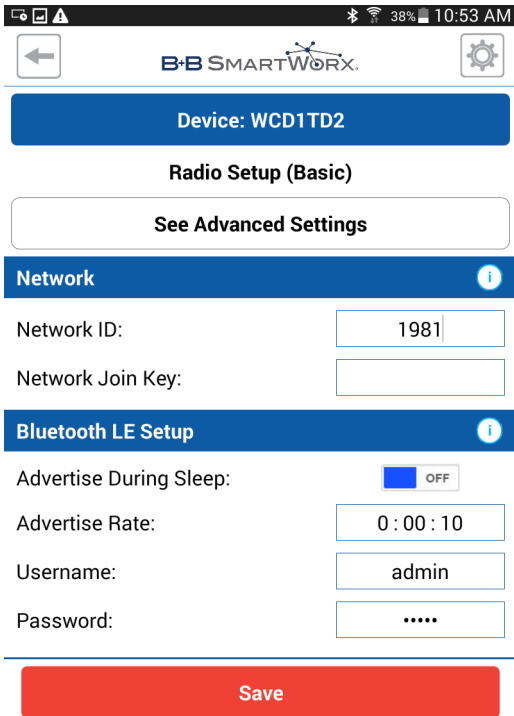 38% 10:53 AM
B+B SMARTWORX.
Device: WCD1TD2
Radio Setup (Basic)
See Advanced Settings
Network i
Network ID: 1981
Network Join Key:
Bluetooth LE Setup i
Advertise During Sleep: OFF
Advertise Rate: 0 : 00 : 10
Username: admin
Password: •••••
Save